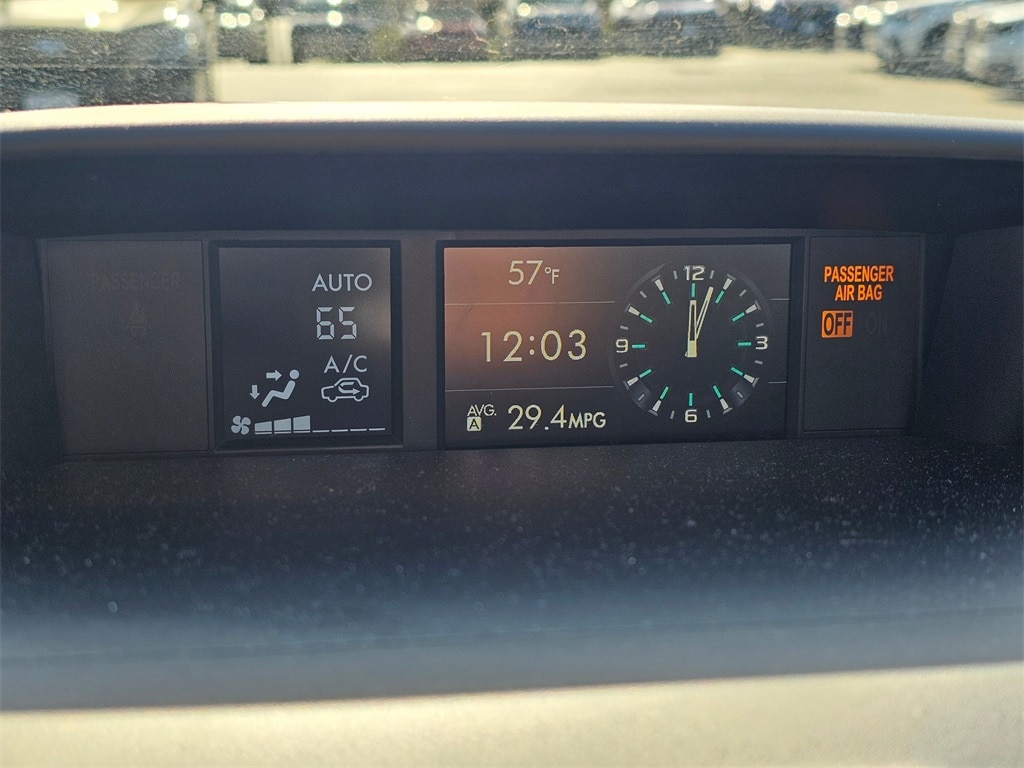 PASSENGER
AUTO
65
A/C
57°F
12:03
AVG.
A
29.4MPG
12
3
6
9
PASSENGER
AIR BAG
OFF ON